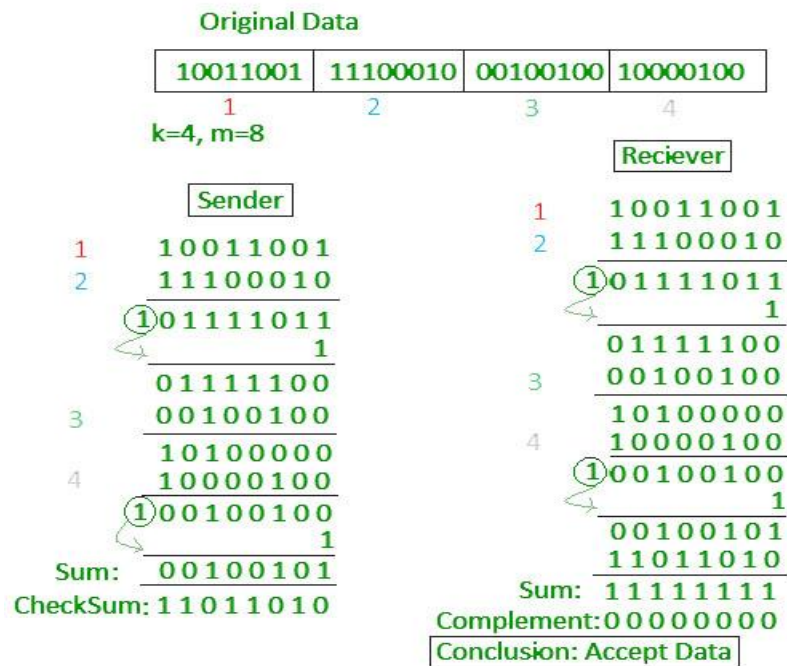 Original Data
10011001 11100010 00100100 10000100
1 2 3 4
k=4, m=8
Sender
1 10011001
2 11100010
1 01111011
1
01111100
3 00100100
10100000
4 10000100
1 00100100
1
Sum: 00100101
CheckSum: 11011010
Reciever
1 10011001
2 11100010
1 01111011
1
01111100
3 00100100
10100000
4 10000100
1 00100100
1
00100101
11011010
Sum: 11111111
Complement: 00000000
Conclusion: Accept Data